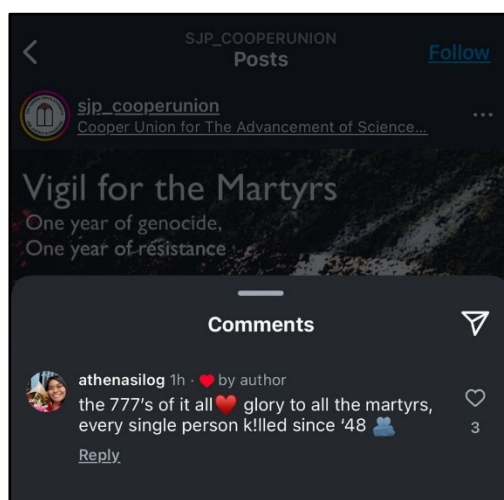 SJP_COOPERUNION
Posts
Follow
sjp_cooperunion
Cooper Union for The Advancement of Science...
Vigil for the Martyrs
One year of genocide,
One year of resistance
Comments
athenasilog 1h · ❤️ by author
the 777's of it all❤️ glory to all the martyrs,
every single person k!lled since '48 🫂
3
Reply